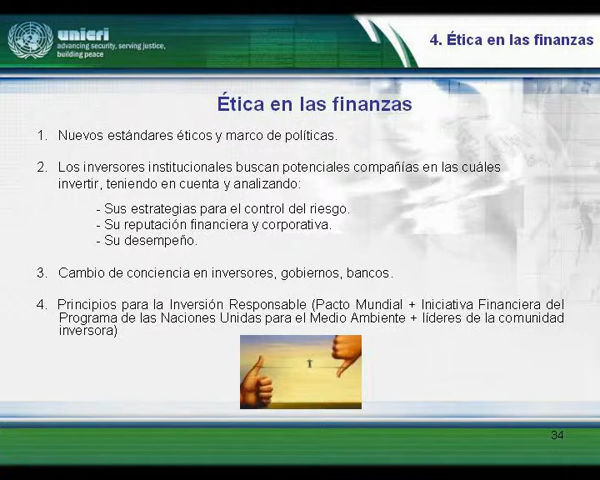 unicri
advancing security, serving justice,
building peace
4. Ética en las finanzas
Ética en las finanzas
1. Nuevos estándares éticos y marco de políticas.
2. Los inversores institucionales buscan potenciales compañías en las cuáles
invertir, teniendo en cuenta y analizando:
- Sus estrategias para el control del riesgo.
- Su reputación financiera y corporativa.
- Su desempeño.
3. Cambio de conciencia en inversores, gobiernos, bancos.
4. Principios para la Inversión Responsable (Pacto Mundial + Iniciativa Financiera del
Programa de las Naciones Unidas para el Medio Ambiente + líderes de la comunidad
inversora)
34